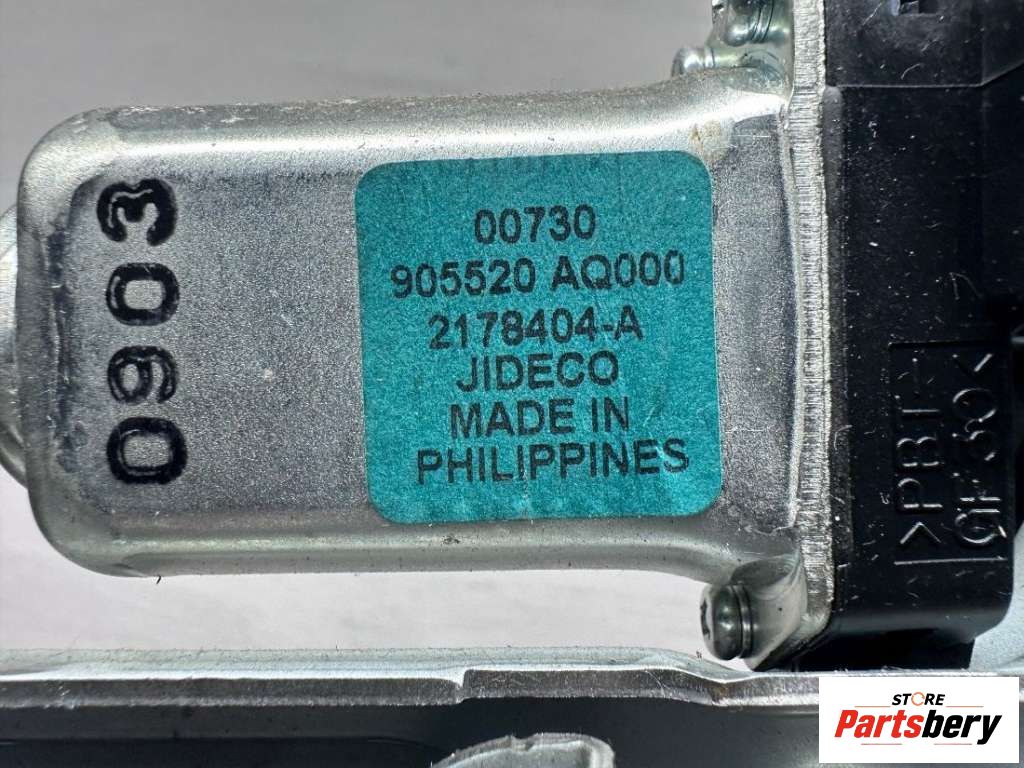 0903
00730
905520 AQ000
2178404-A
JIDECO
MADE IN
PHILIPPINES
>PBT-
GF30<
STORE
Partsbery